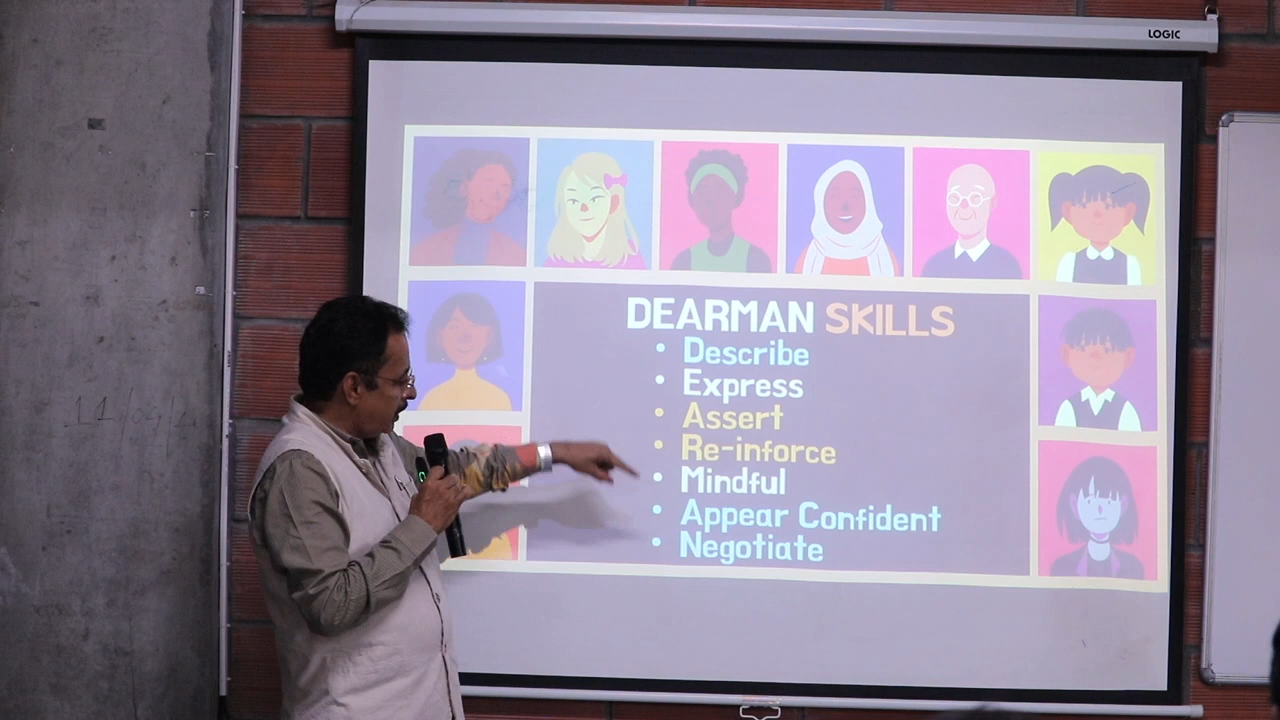 LOGIC
DEARMAN SKILLS
• Describe
• Express
• Assert
• Re-inforce
• Mindful
• Appear Confident
• Negotiate